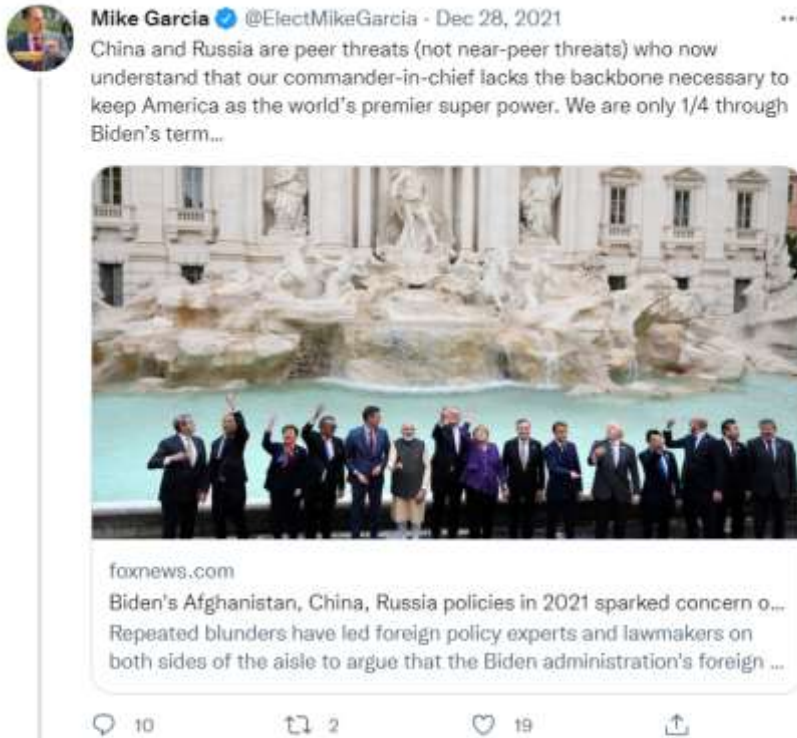 Mike Garcia @ElectMikeGarcia · Dec 28, 2021
China and Russia are peer threats (not near-peer threats) who now
understand that our commander-in-chief lacks the backbone necessary to
keep America as the world's premier super power. We are only 1/4 through
Biden's term...
foxnews.com
Biden's Afghanistan, China, Russia policies in 2021 sparked concern o...
Repeated blunders have led foreign policy experts and lawmakers on
both sides of the aisle to argue that the Biden administration's foreign ...
10 2 19